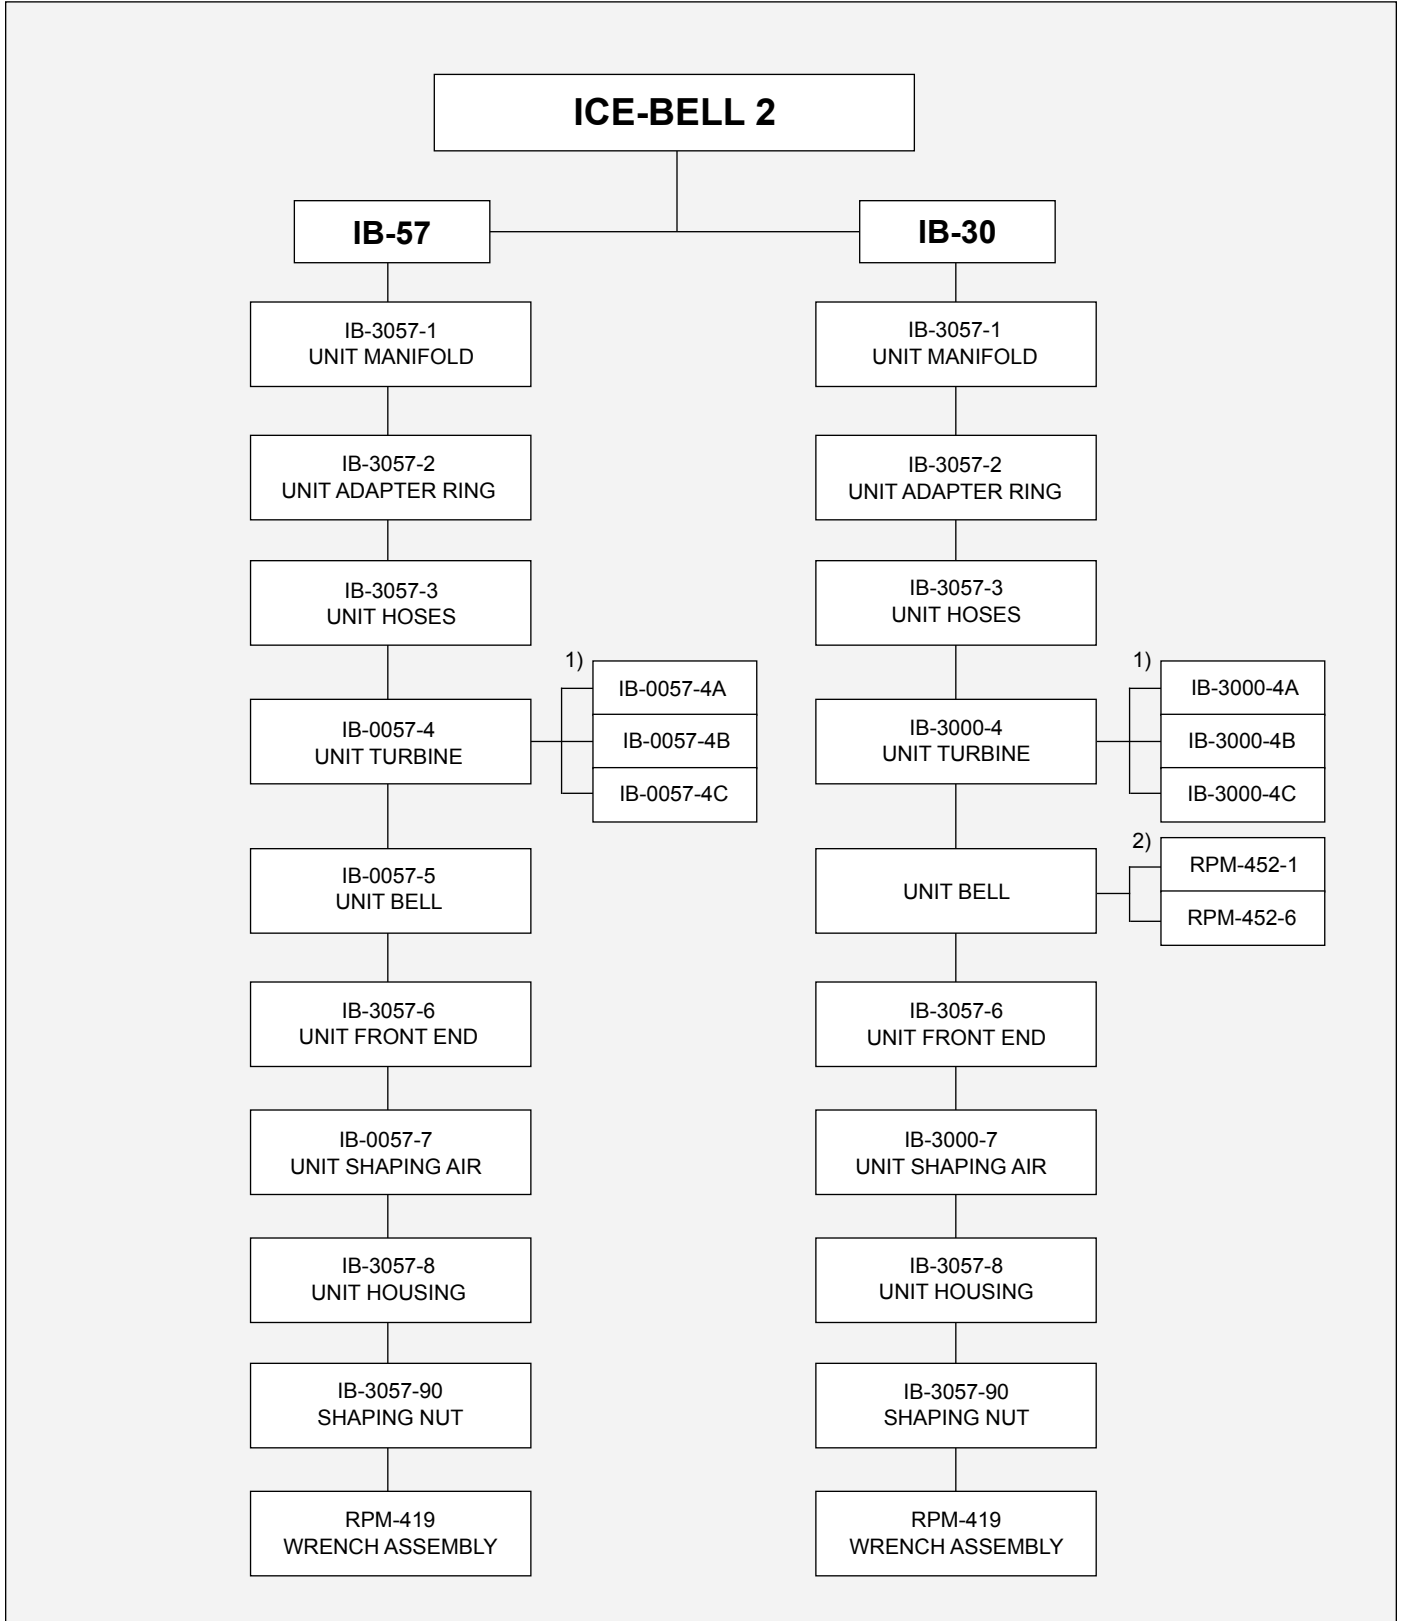 ICE-BELL 2
IB-57
IB-30
IB-3057-1
UNIT MANIFOLD
IB-3057-1
UNIT MANIFOLD
IB-3057-2
UNIT ADAPTER RING
IB-3057-2
UNIT ADAPTER RING
IB-3057-3
UNIT HOSES
IB-3057-3
UNIT HOSES
IB-0057-4
UNIT TURBINE
1)
IB-0057-4A
IB-0057-4B
IB-0057-4C
IB-3000-4
UNIT TURBINE
1)
IB-3000-4A
IB-3000-4B
IB-3000-4C
IB-0057-5
UNIT BELL
UNIT BELL
2)
RPM-452-1
RPM-452-6
IB-3057-6
UNIT FRONT END
IB-3057-6
UNIT FRONT END
IB-0057-7
UNIT SHAPING AIR
IB-3000-7
UNIT SHAPING AIR
IB-3057-8
UNIT HOUSING
IB-3057-8
UNIT HOUSING
IB-3057-90
SHAPING NUT
IB-3057-90
SHAPING NUT
RPM-419
WRENCH ASSEMBLY
RPM-419
WRENCH ASSEMBLY